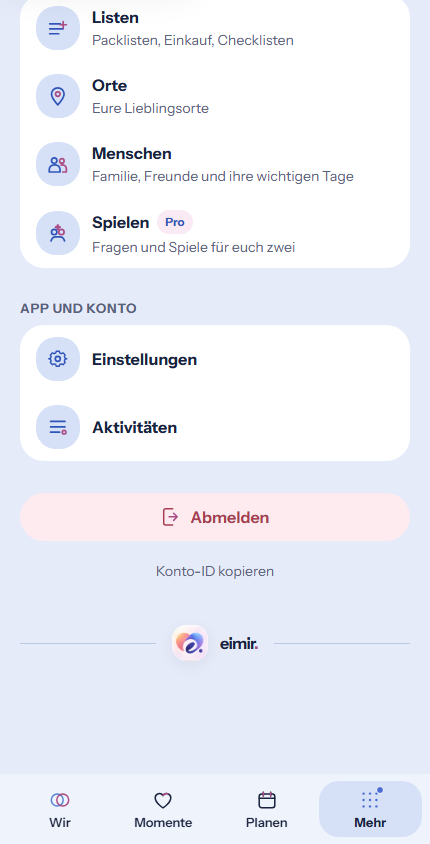 Listen
Packlisten, Einkauf, Checklisten
Orte
Eure Lieblingsorte
Menschen
Familie, Freunde und ihre wichtigen Tage
Spielen Pro
Fragen und Spiele für euch zwei
APP UND KONTO
Einstellungen
Aktivitäten
Abmelden
Konto-ID kopieren
eimir.
Wir Momente Planen Mehr